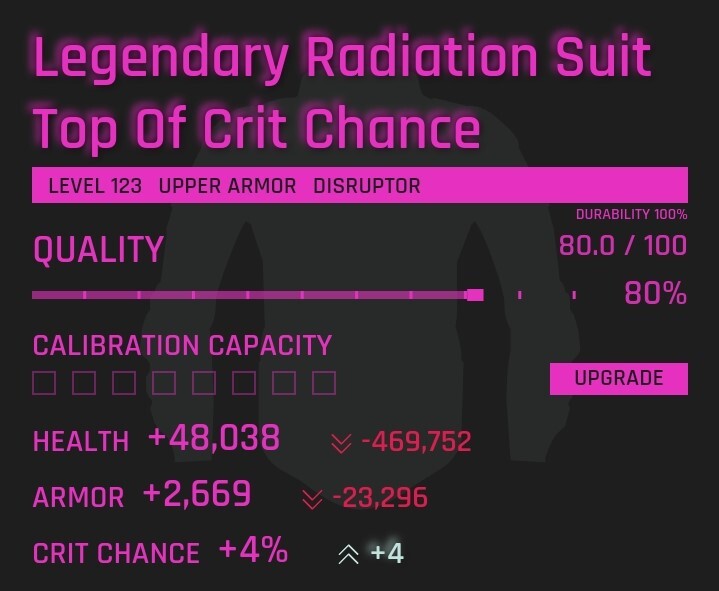 Legendary Radiation Suit
Top Of Crit Chance
LEVEL 123 UPPER ARMOR DISRUPTOR
DURABILITY 100%
QUALITY 80.0 / 100
80%
CALIBRATION CAPACITY
UPGRADE
HEALTH +48,038 -469,752
ARMOR +2,669 -23,296
CRIT CHANCE +4% +4